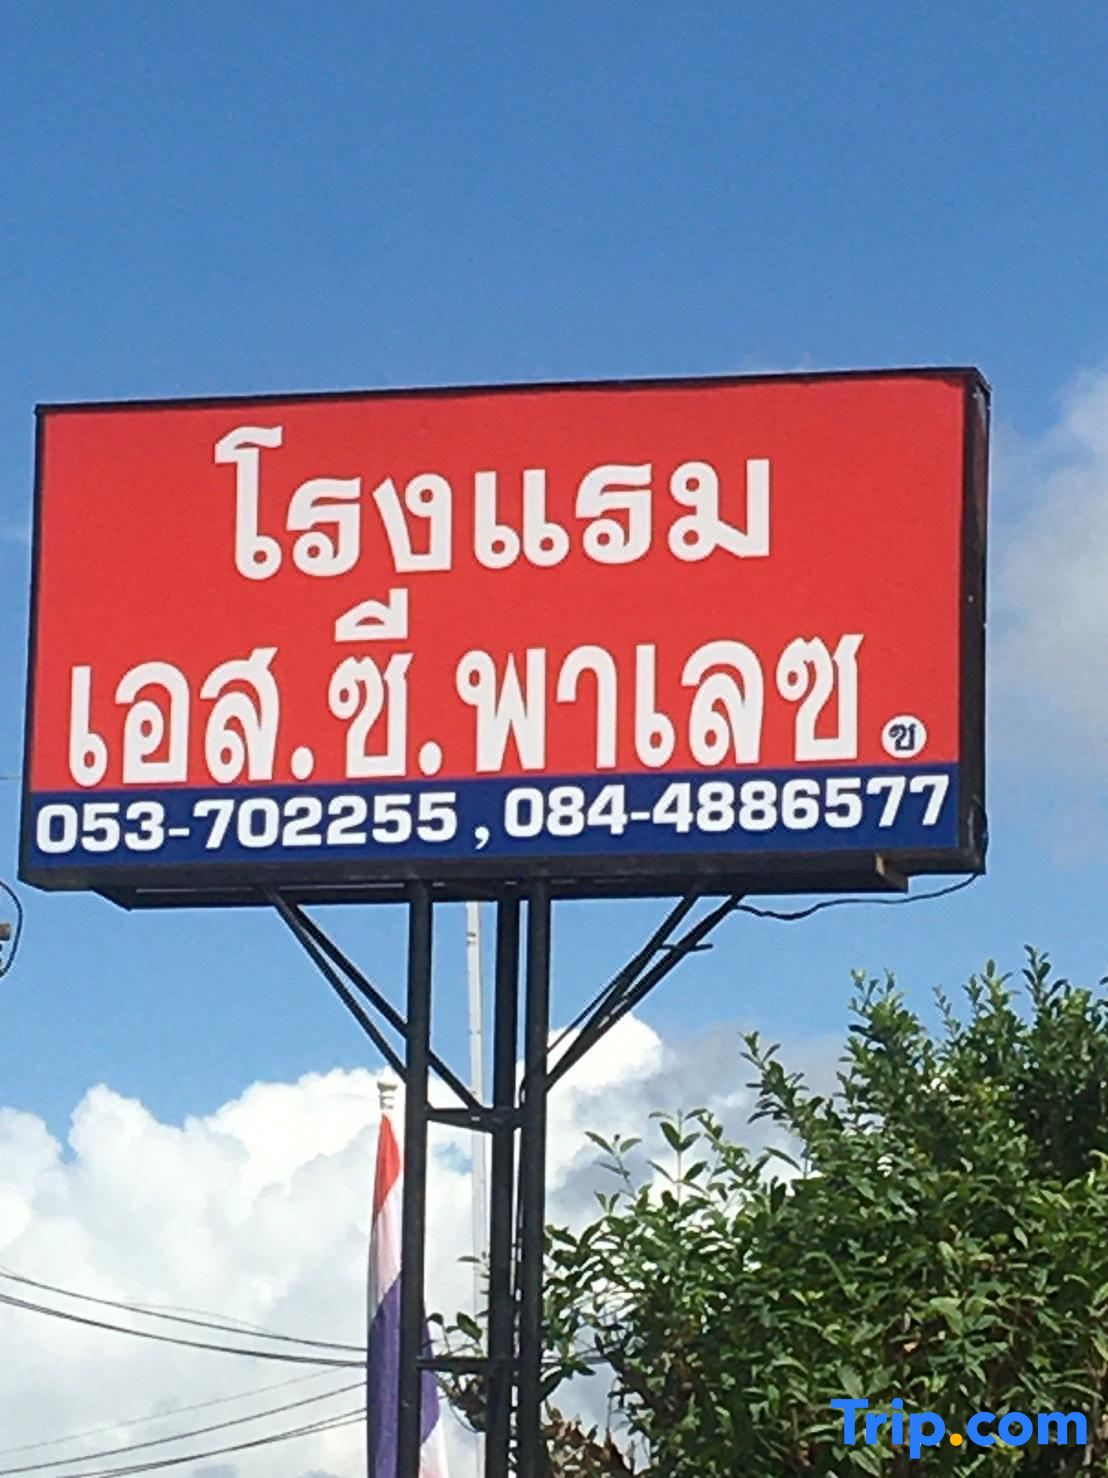 โรงแรม
เอส.ซี.พาเลซ.
ข
053-702255 , 084-4886577
Trip.com